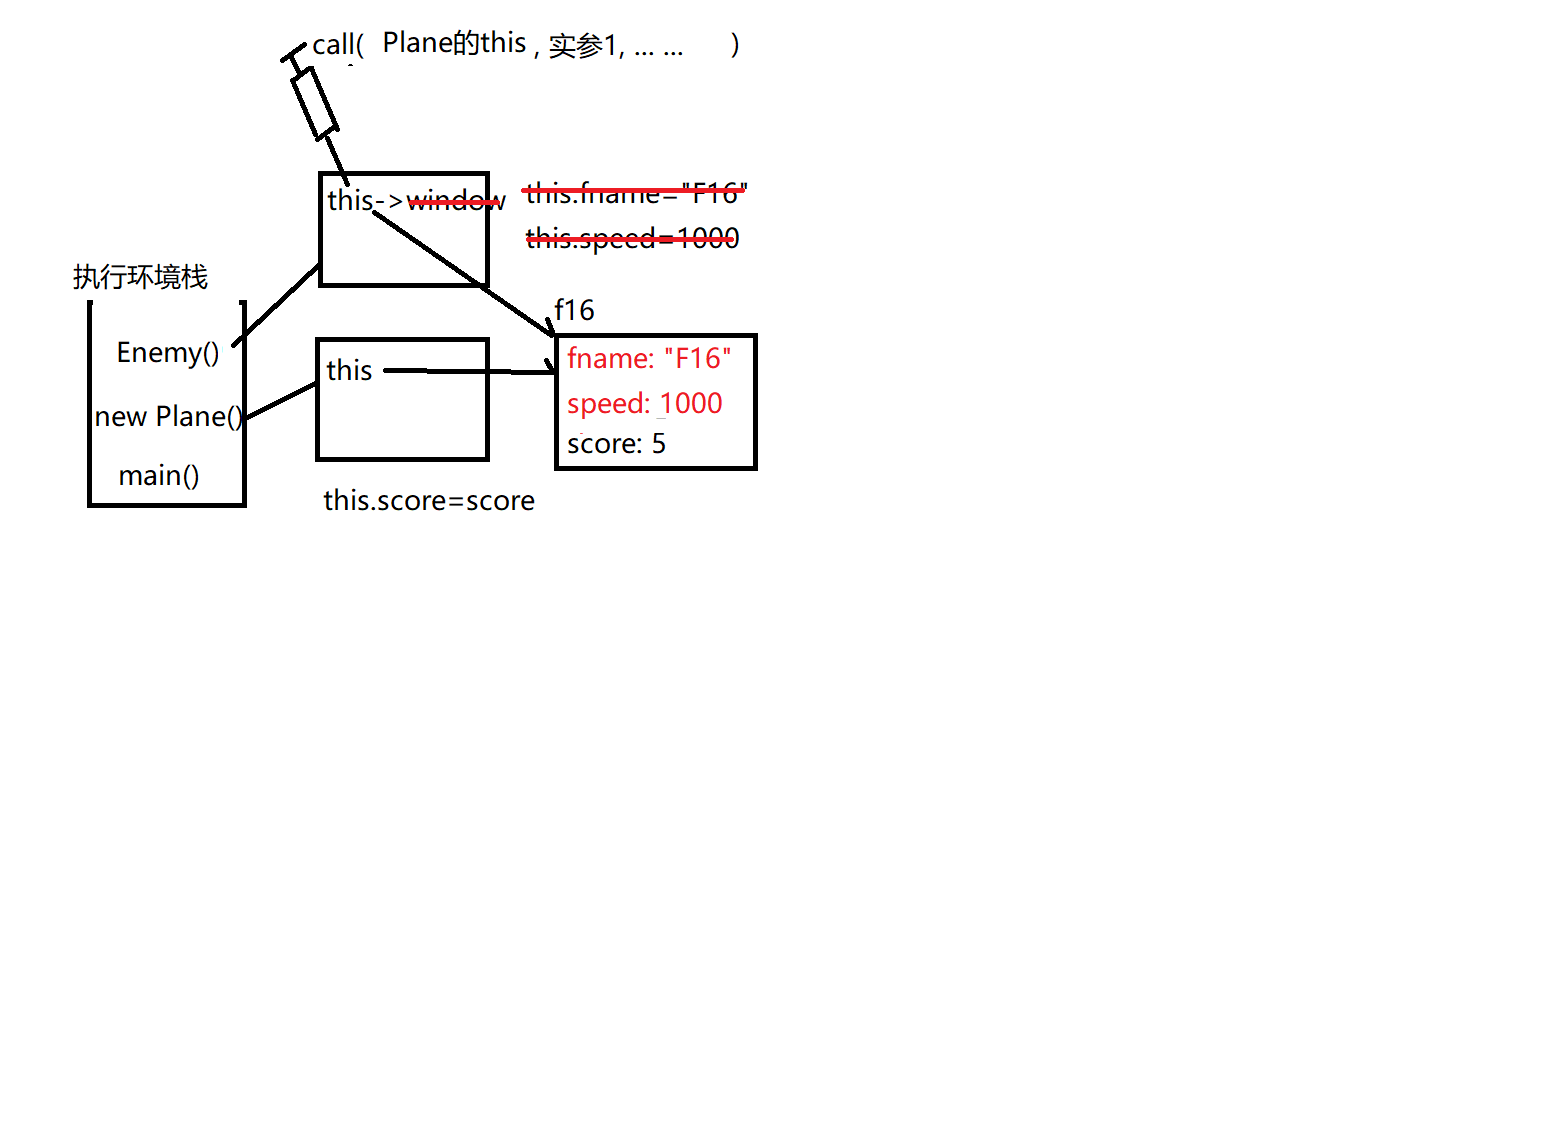 call( Plane的this , 实参1, ... ... )
this->window
this.fname="F16"
this.speed=1000
执行环境栈
Enemy()
new Plane()
main()
f16
this
fname: "F16"
speed: 1000
score: 5
this.score=score